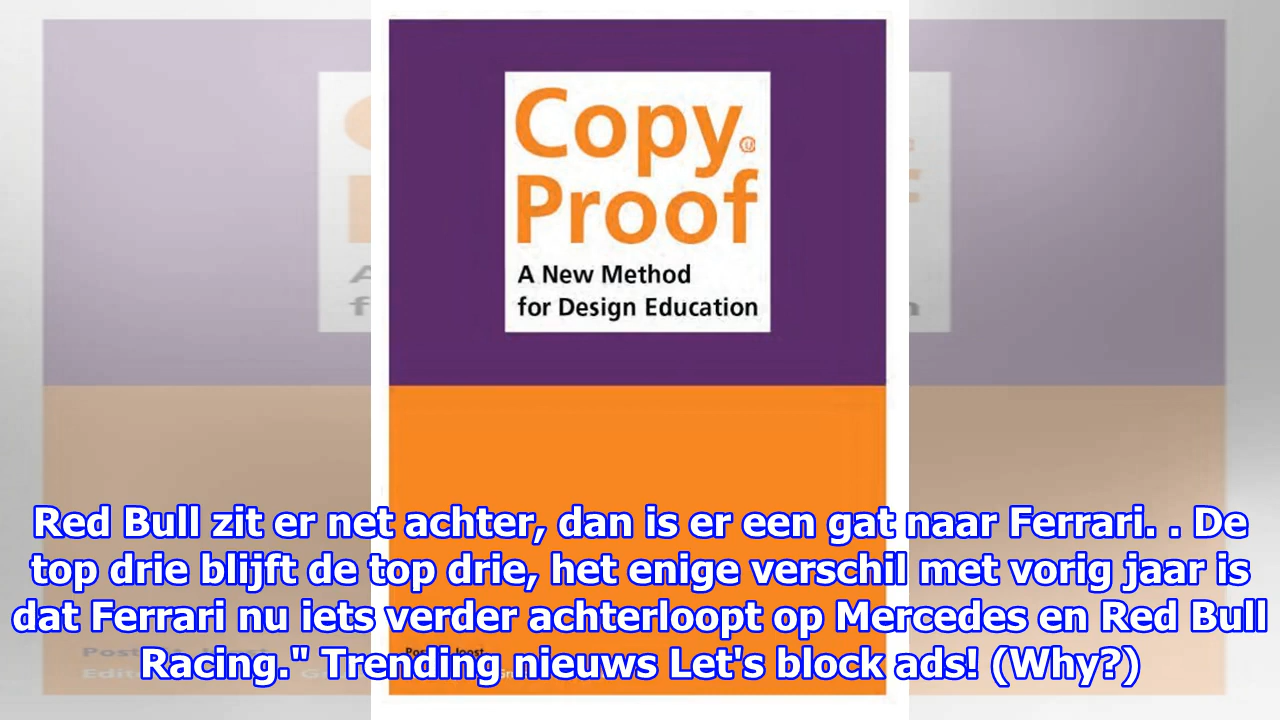 Copy
Proof
A New Method
for Design Education
Red Bull zit er net achter, dan is er een gat naar Ferrari. . De
top drie blijft de top drie, het enige verschil met vorig jaar is
dat Ferrari nu iets verder achterloopt op Mercedes en Red Bull
Racing." Trending nieuws Let's block ads! (Why?)